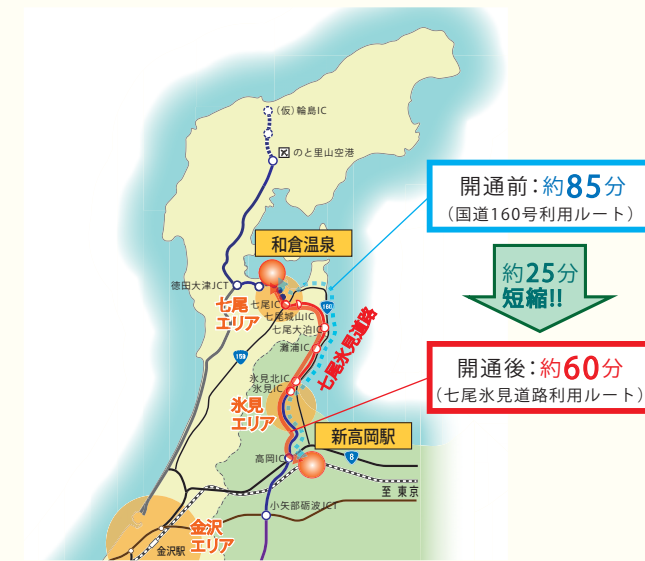 (仮)輪島IC
のと里山空港
和倉温泉
徳田大津JCT
七尾
エリア
七尾IC
七尾城山IC
七尾大泊IC
灘浦IC
160
七尾氷見道路
159
氷見北IC
氷見IC
氷見
エリア
新高岡駅
高岡IC
8
至 東京
小矢部砺波JCT
金沢
エリア
金沢駅
開通前:約85分
(国道160号利用ルート)
約25分
短縮!!
開通後:約60分
(七尾氷見道路利用ルート)